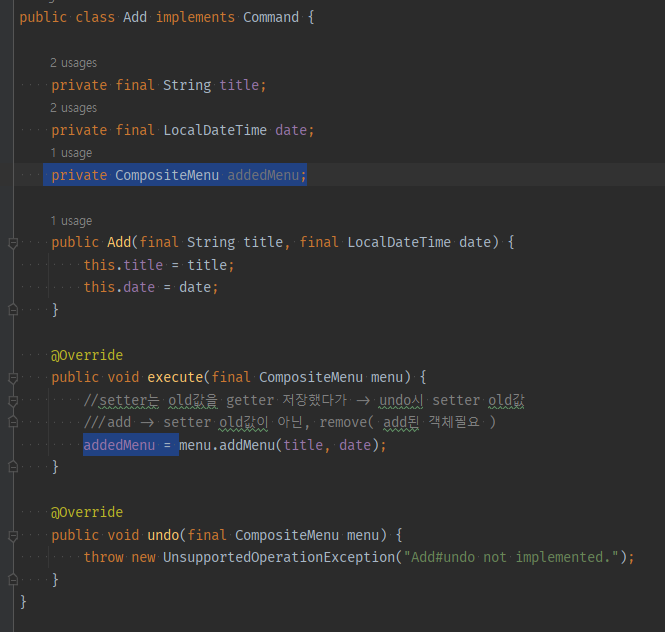 public class Add implements Command {
2 usages
private final String title;
2 usages
private final LocalDateTime date;
1 usage
private CompositeMenu addedMenu;
1 usage
public Add(final String title, final LocalDateTime date) {
this.title = title;
this.date = date;
}
@Override
public void execute(final CompositeMenu menu) {
//setter는 old값을 getter 저장했다가 -> undo시 setter old값
///add -> setter old값이 아닌, remove( add된 객체필요 )
addedMenu = menu.addMenu(title, date);
}
@Override
public void undo(final CompositeMenu menu) {
throw new UnsupportedOperationException("Add#undo not implemented.");
}
}